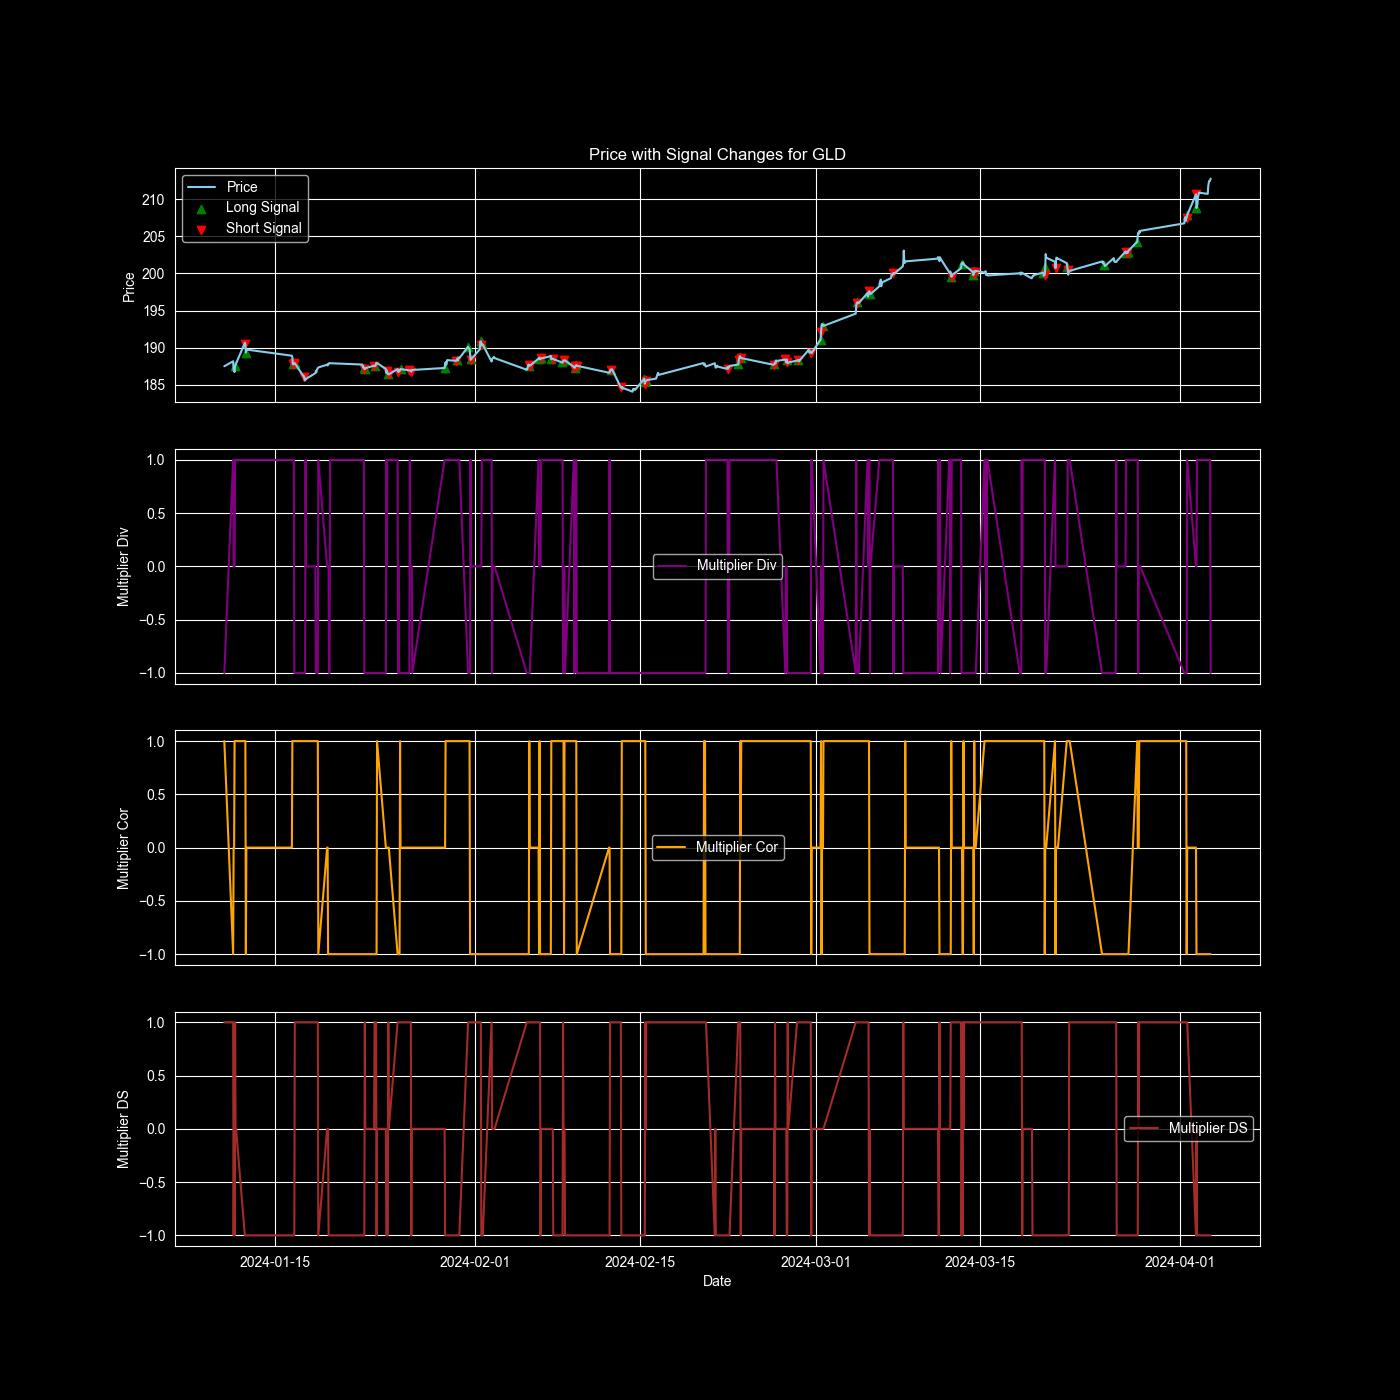 Price with Signal Changes for GLD
Price
Long Signal
Short Signal
210
205
200
195
190
185
Price
1.0
0.5
0.0
−0.5
−1.0
Multiplier Div
Multiplier Div
1.0
0.5
0.0
−0.5
−1.0
Multiplier Cor
Multiplier Cor
1.0
0.5
0.0
−0.5
−1.0
Multiplier DS
Multiplier DS
2024-01-15 2024-02-01 2024-02-15 2024-03-01 2024-03-15 2024-04-01
Date